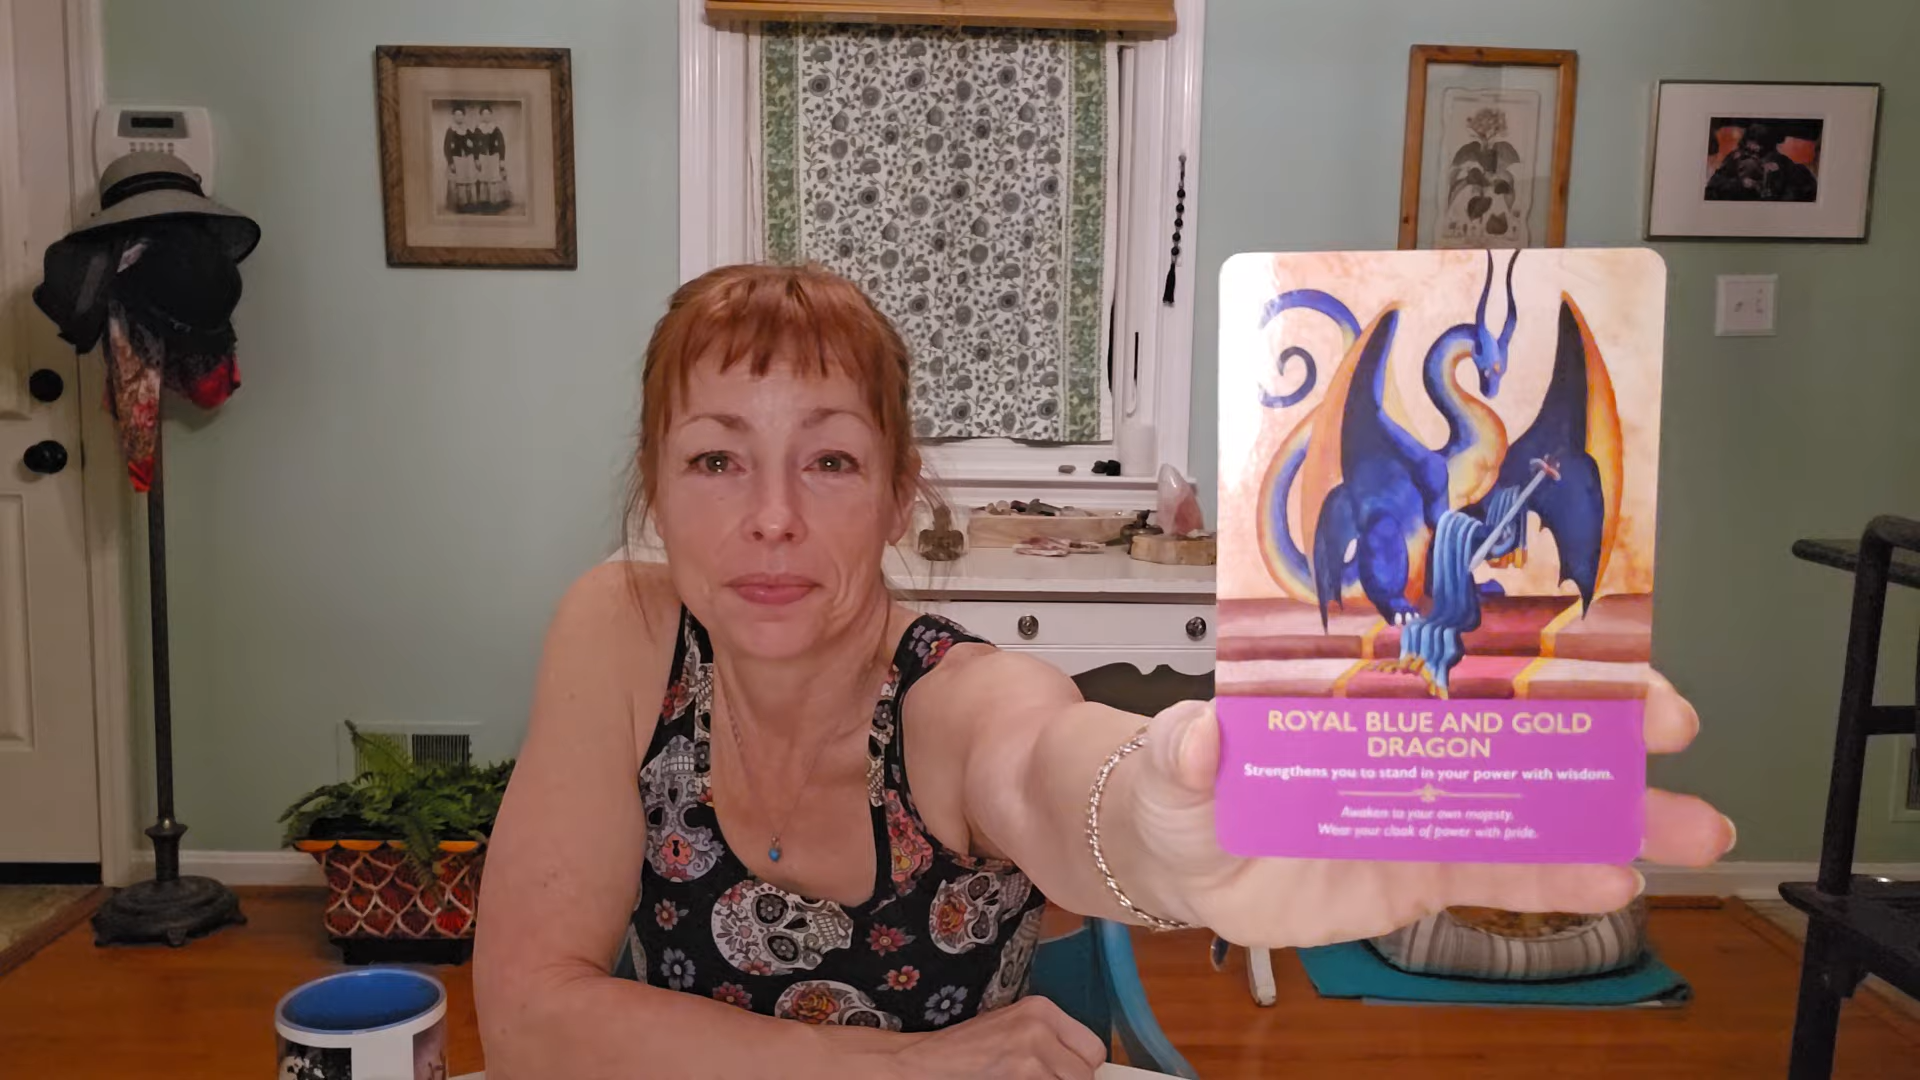 ROYAL BLUE AND GOLD
DRAGON
Strengthens you to stand in your power with wisdom.
Awaken to your own majesty.
Wear your cloak of power with pride.